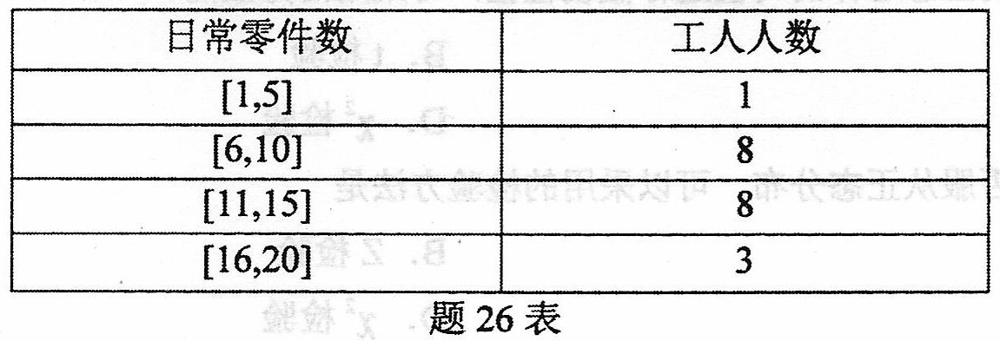 日常零件数 工人人数
[1,5] 1
[6,10] 8
[11,15] 8
[16,20] 3
题 26 表